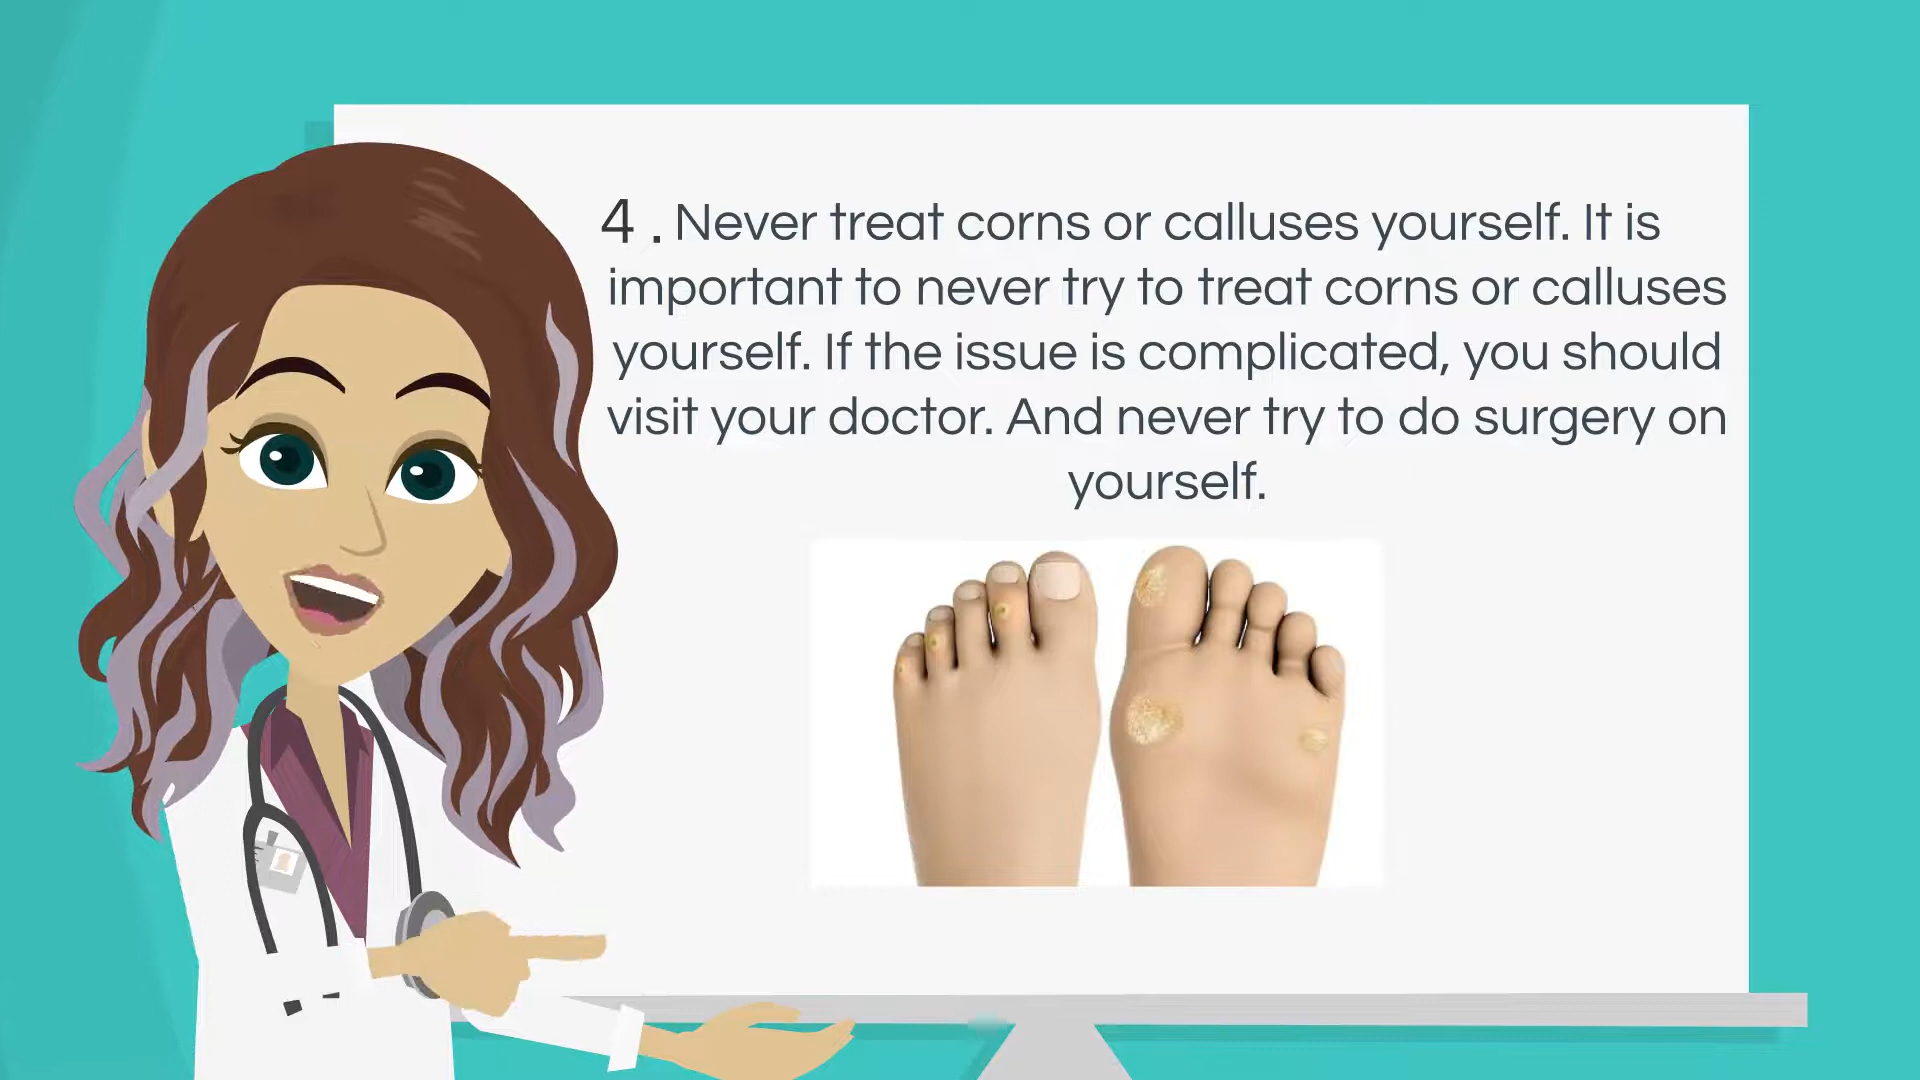 4 . Never treat corns or calluses yourself. It is
important to never try to treat corns or calluses
yourself. If the issue is complicated, you should
visit your doctor. And never try to do surgery on
yourself.